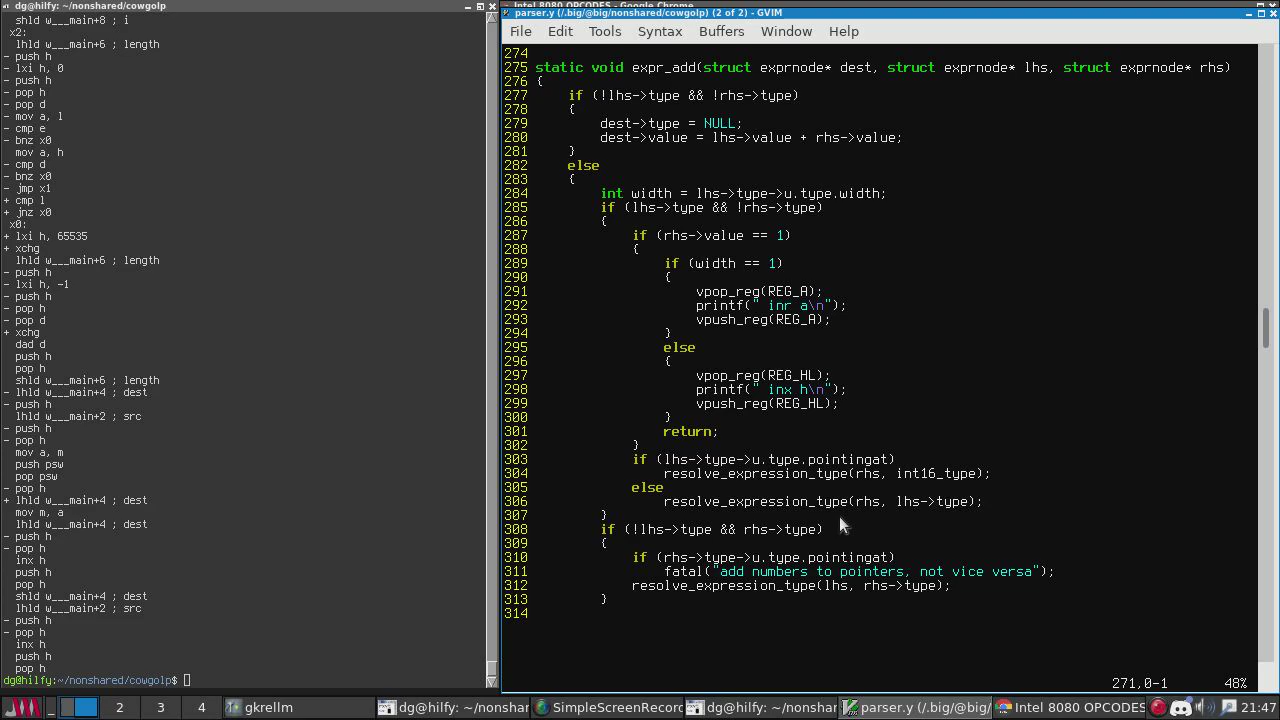 dg@hilfy: ~/nonshared/cowgolp
shld w___main+8 ; i
x2:
lhld w___main+6 ; length
- push h
- lxi h, 0
- push h
- pop h
- pop d
- mov a, l
- cmp e
- bnz x0
mov a, h
- cmp d
- bnz x0
- jmp x1
+ cmp l
+ jnz x0
x0:
+ lxi h, 65535
+ xchg
lhld w___main+6 ; length
- push h
- lxi h, -1
- push h
- pop h
- pop d
+ xchg
dad d
push h
pop h
shld w___main+6 ; length
- lhld w___main+4 ; dest
- push h
lhld w___main+2 ; src
- push h
- pop h
mov a, m
push psw
pop psw
- pop h
+ lhld w___main+4 ; dest
mov m, a
lhld w___main+4 ; dest
- push h
- pop h
inx h
push h
pop h
shld w___main+4 ; dest
lhld w___main+2 ; src
- push h
- pop h
inx h
push h
pop h
dg@hilfy:~/nonshared/cowgolp$
Intel 8080 OPCODES - Google Chrome
parser.y (/.big/@big/nonshared/cowgolp) (2 of 2) - GVIM
File Edit Tools Syntax Buffers Window Help
274
275 static void expr_add(struct exprnode* dest, struct exprnode* lhs, struct exprnode* rhs)
276 {
277 if (!lhs->type && !rhs->type)
278 {
279 dest->type = NULL;
280 dest->value = lhs->value + rhs->value;
281 }
282 else
283 {
284 int width = lhs->type->u.type.width;
285 if (lhs->type && !rhs->type)
286 {
287 if (rhs->value == 1)
288 {
289 if (width == 1)
290 {
291 vpop_reg(REG_A);
292 printf(" inr a\n");
293 vpush_reg(REG_A);
294 }
295 else
296 {
297 vpop_reg(REG_HL);
298 printf(" inx h\n");
299 vpush_reg(REG_HL);
300 }
301 return;
302 }
303 if (lhs->type->u.type.pointingat)
304 resolve_expression_type(rhs, int16_type);
305 else
306 resolve_expression_type(rhs, lhs->type);
307 }
308 if (!lhs->type && rhs->type)
309 {
310 if (rhs->type->u.type.pointingat)
311 fatal("add numbers to pointers, not vice versa");
312 resolve_expression_type(lhs, rhs->type);
313 }
314
271,0-1 48%
2 3 4 gkrellm dg@hilfy: ~/nonshar SimpleScreenRecor dg@hilfy: ~/nonshar parser.y (/.big/@big/ Intel 8080 OPCODES 21:47